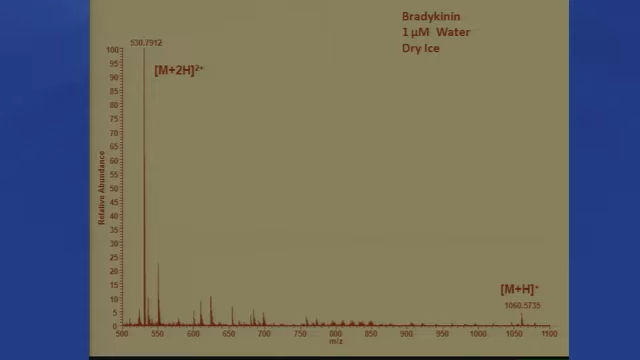 Bradykinin
1 µM Water
Dry Ice
530.7912
[M+2H]²⁺
100
95
90
85
80
75
70
65
60
55
50
45
40
35
30
25
20
15
10
5
0
Relative Abundance
[M+H]⁺
1060.5735
500 550 600 650 700 750 800 850 900 950 1000 1050 1100
m/z